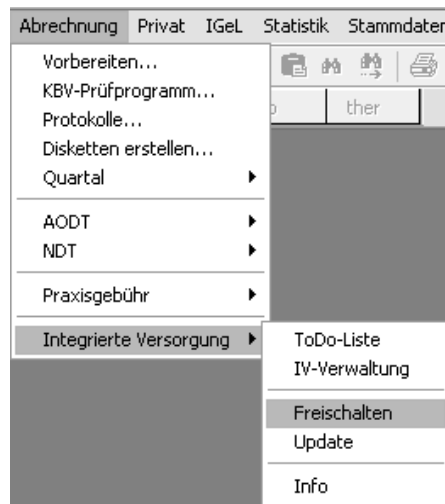 Abrechnung Privat IGeL Statistik Stammdaten
Vorbereiten...
KBV-Prüfprogramm...
Protokolle...
Disketten erstellen...
Quartal
ther
AODT
NDT
Praxisgebühr
Integrierte Versorgung
ToDo-Liste
IV-Verwaltung
Freischalten
Update
Info